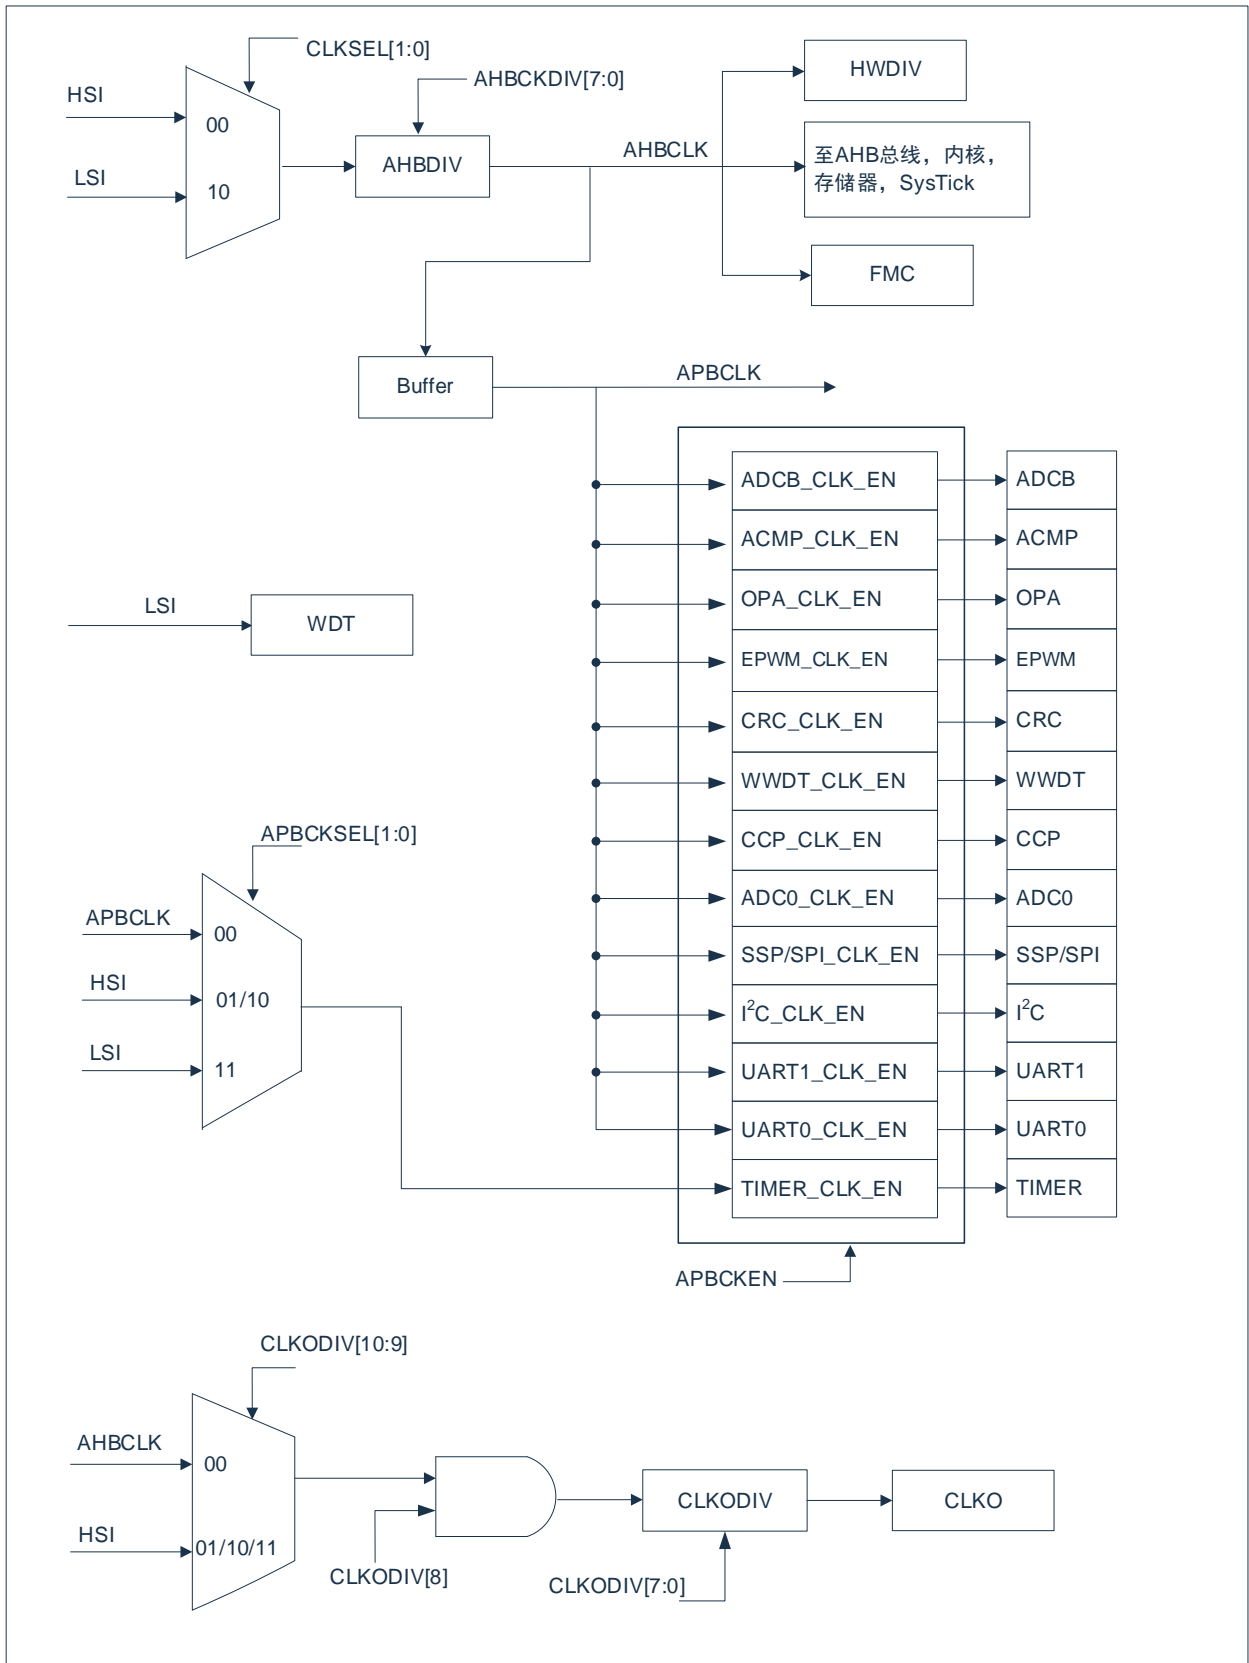 CLKSEL[1:0]
HSI
00
LSI
10
AHBCKDIV[7:0]
AHBDIV
AHBCLK
HWDIV
至AHB总线，内核，
存储器，SysTick
FMC
Buffer
APBCLK
ADCB_CLK_EN
ADCB
ACMP_CLK_EN
ACMP
OPA_CLK_EN
OPA
EPWM_CLK_EN
EPWM
CRC_CLK_EN
CRC
WWDT_CLK_EN
WWDT
CCP_CLK_EN
CCP
ADC0_CLK_EN
ADC0
SSP/SPI_CLK_EN
SSP/SPI
I²C_CLK_EN
I²C
UART1_CLK_EN
UART1
UART0_CLK_EN
UART0
TIMER_CLK_EN
TIMER
APBCKEN
LSI
WDT
APBCKSEL[1:0]
APBCLK
00
HSI
01/10
LSI
11
CLKODIV[10:9]
AHBCLK
00
HSI
01/10/11
CLKODIV[8]
CLKODIV
CLKODIV[7:0]
CLKO